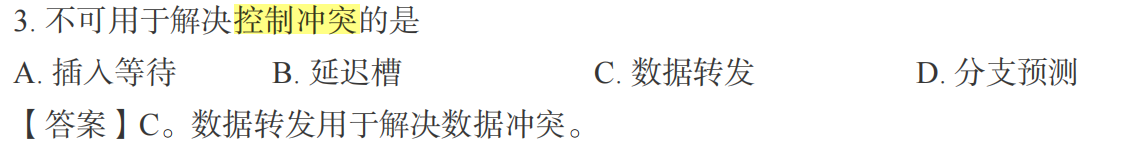 3. 不可用于解决控制冲突的是
A. 插入等待 B. 延迟槽 C. 数据转发 D. 分支预测
【答案】C。数据转发用于解决数据冲突。